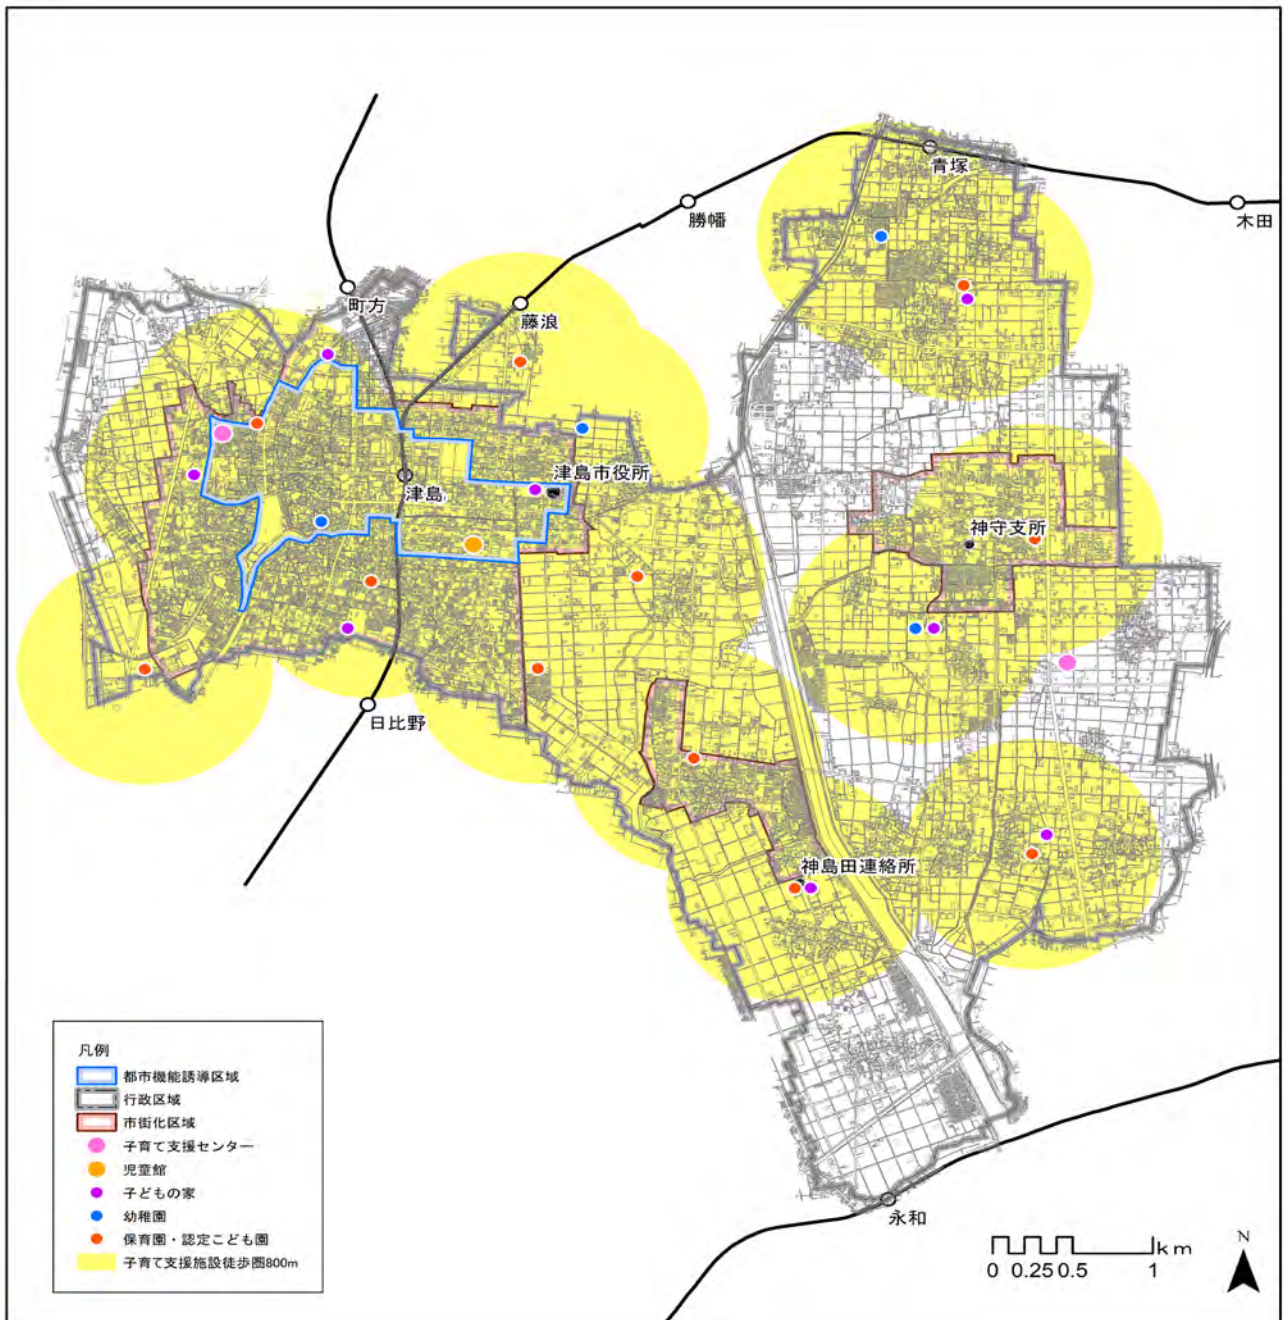 青塚
勝幡
木田
町方
藤浪
津島市役所
津島
神守支所
日比野
神島田連絡所
凡例
都市機能誘導区域
行政区域
市街化区域
子育て支援センター
児童館
子どもの家
幼稚園
保育園・認定こども園
子育て支援施設徒歩圏800m
永和
km
0 0.25 0.5 1
N